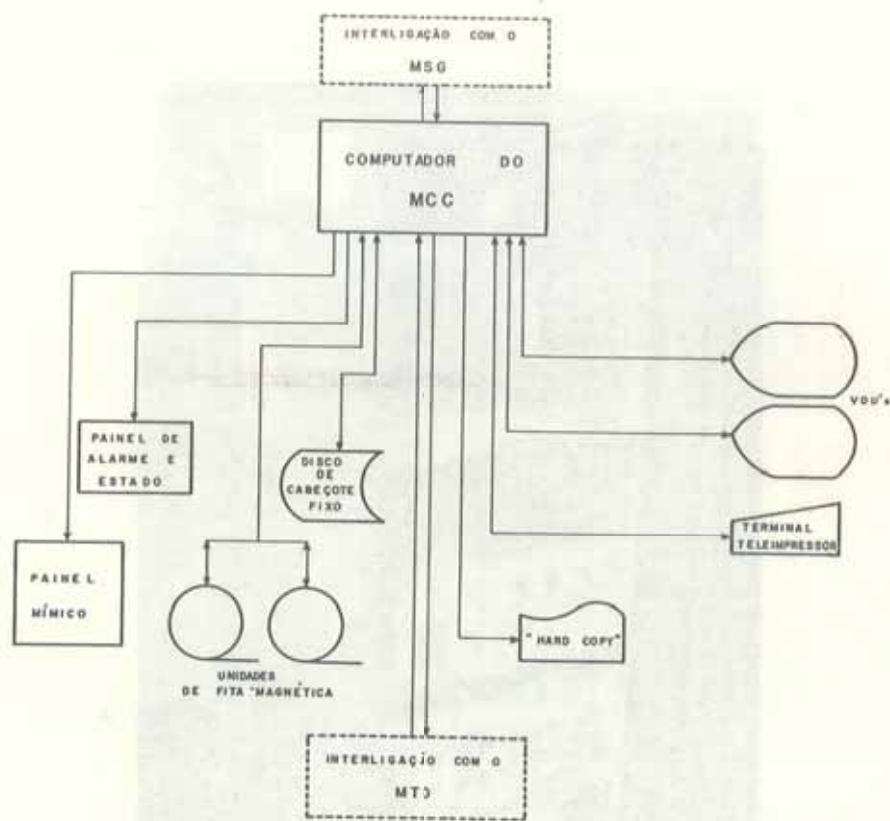 INTERLIGAÇÃO COM O
MSG
COMPUTADOR DO
MCC
VDU's
PAINEL DE
ALARME E
ESTADO
DISCO
DE
CABEÇOTE
FIXO
TERMINAL
TELEIMPRESSOR
PAINEL
MÍMICO
"HARD COPY"
UNIDADES
DE FITA MAGNÉTICA
INTERLIGAÇÃO COM O